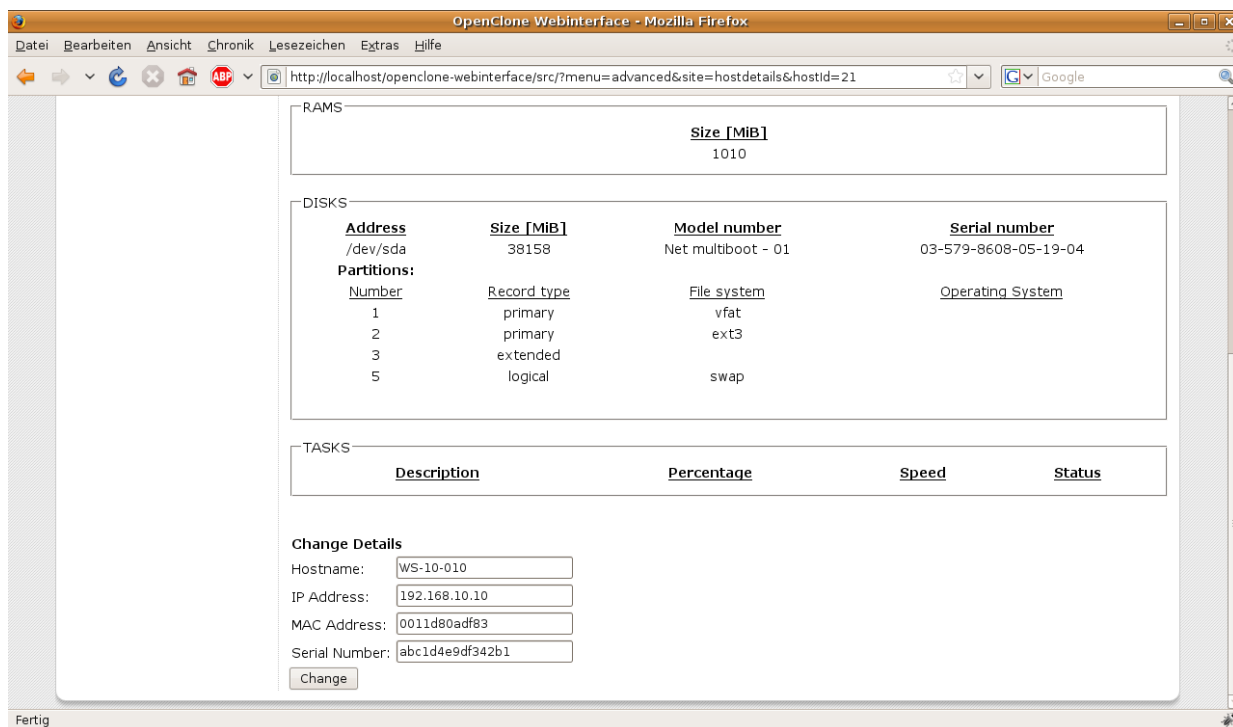 OpenClone Webinterface - Mozilla Firefox
Datei Bearbeiten Ansicht Chronik Lesezeichen Extras Hilfe
ABP http://localhost/openclone-webinterface/src/?menu=advanced&site=hostdetails&hostId=21 G Google
RAMS
Size [MiB]
1010
DISKS
Address Size [MiB] Model number Serial number
/dev/sda 38158 Net multiboot - 01 03-579-8608-05-19-04
Partitions:
Number Record type File system Operating System
1 primary vfat
2 primary ext3
3 extended
5 logical swap
TASKS
Description Percentage Speed Status
Change Details
Hostname: WS-10-010
IP Address: 192.168.10.10
MAC Address: 0011d80adf83
Serial Number: abc1d4e9df342b1
Change
Fertig